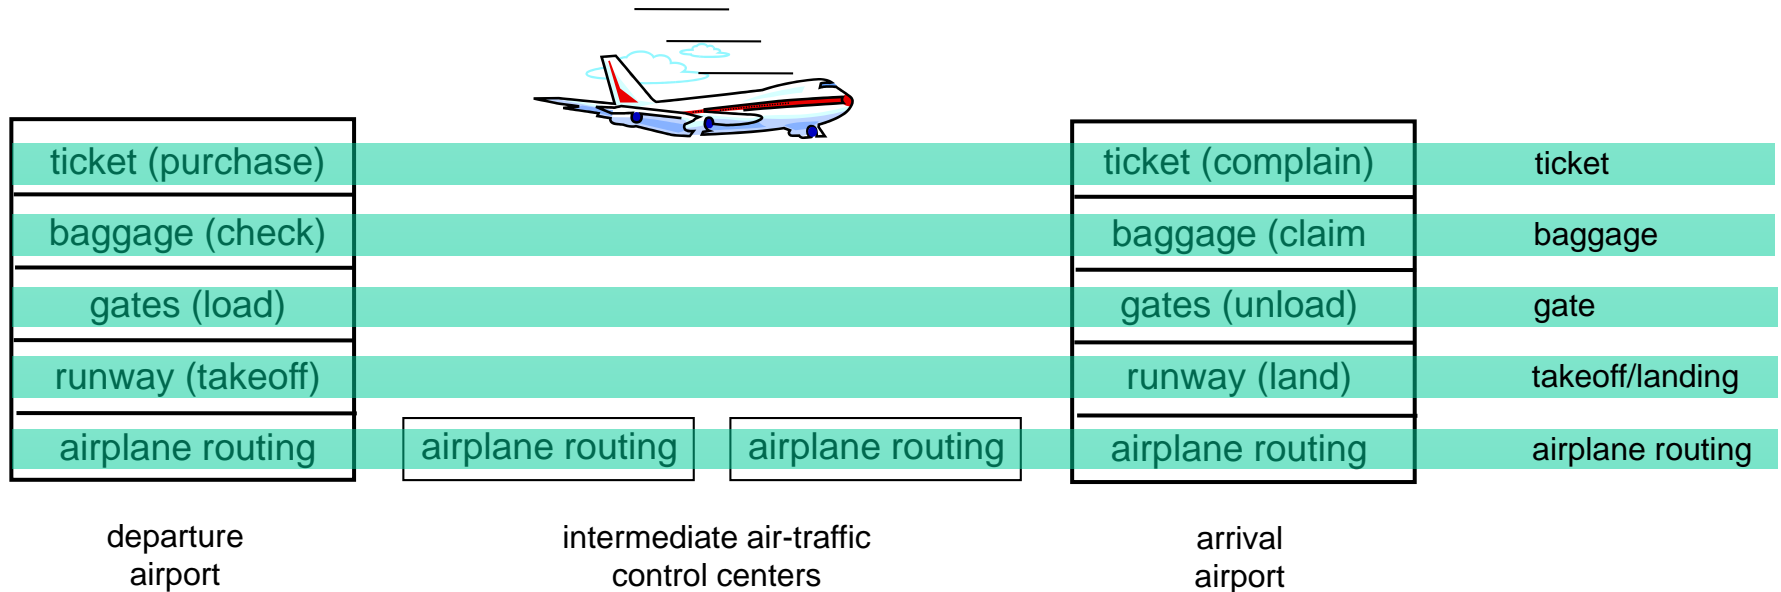 ticket (purchase)
ticket (complain)
ticket
baggage (check)
baggage (claim
baggage
gates (load)
gates (unload)
gate
runway (takeoff)
runway (land)
takeoff/landing
airplane routing
airplane routing
airplane routing
airplane routing
airplane routing
departure
airport
intermediate air-traffic
control centers
arrival
airport